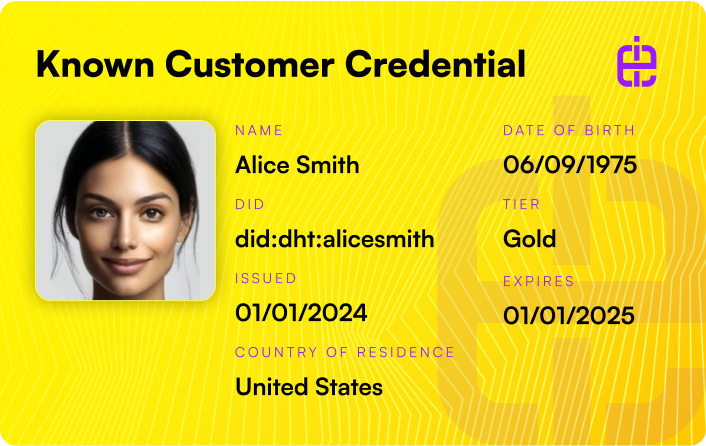 Known Customer Credential
NAME
Alice Smith
DATE OF BIRTH
06/09/1975
DID
did:dht:alicesmith
TIER
Gold
ISSUED
01/01/2024
EXPIRES
01/01/2025
COUNTRY OF RESIDENCE
United States